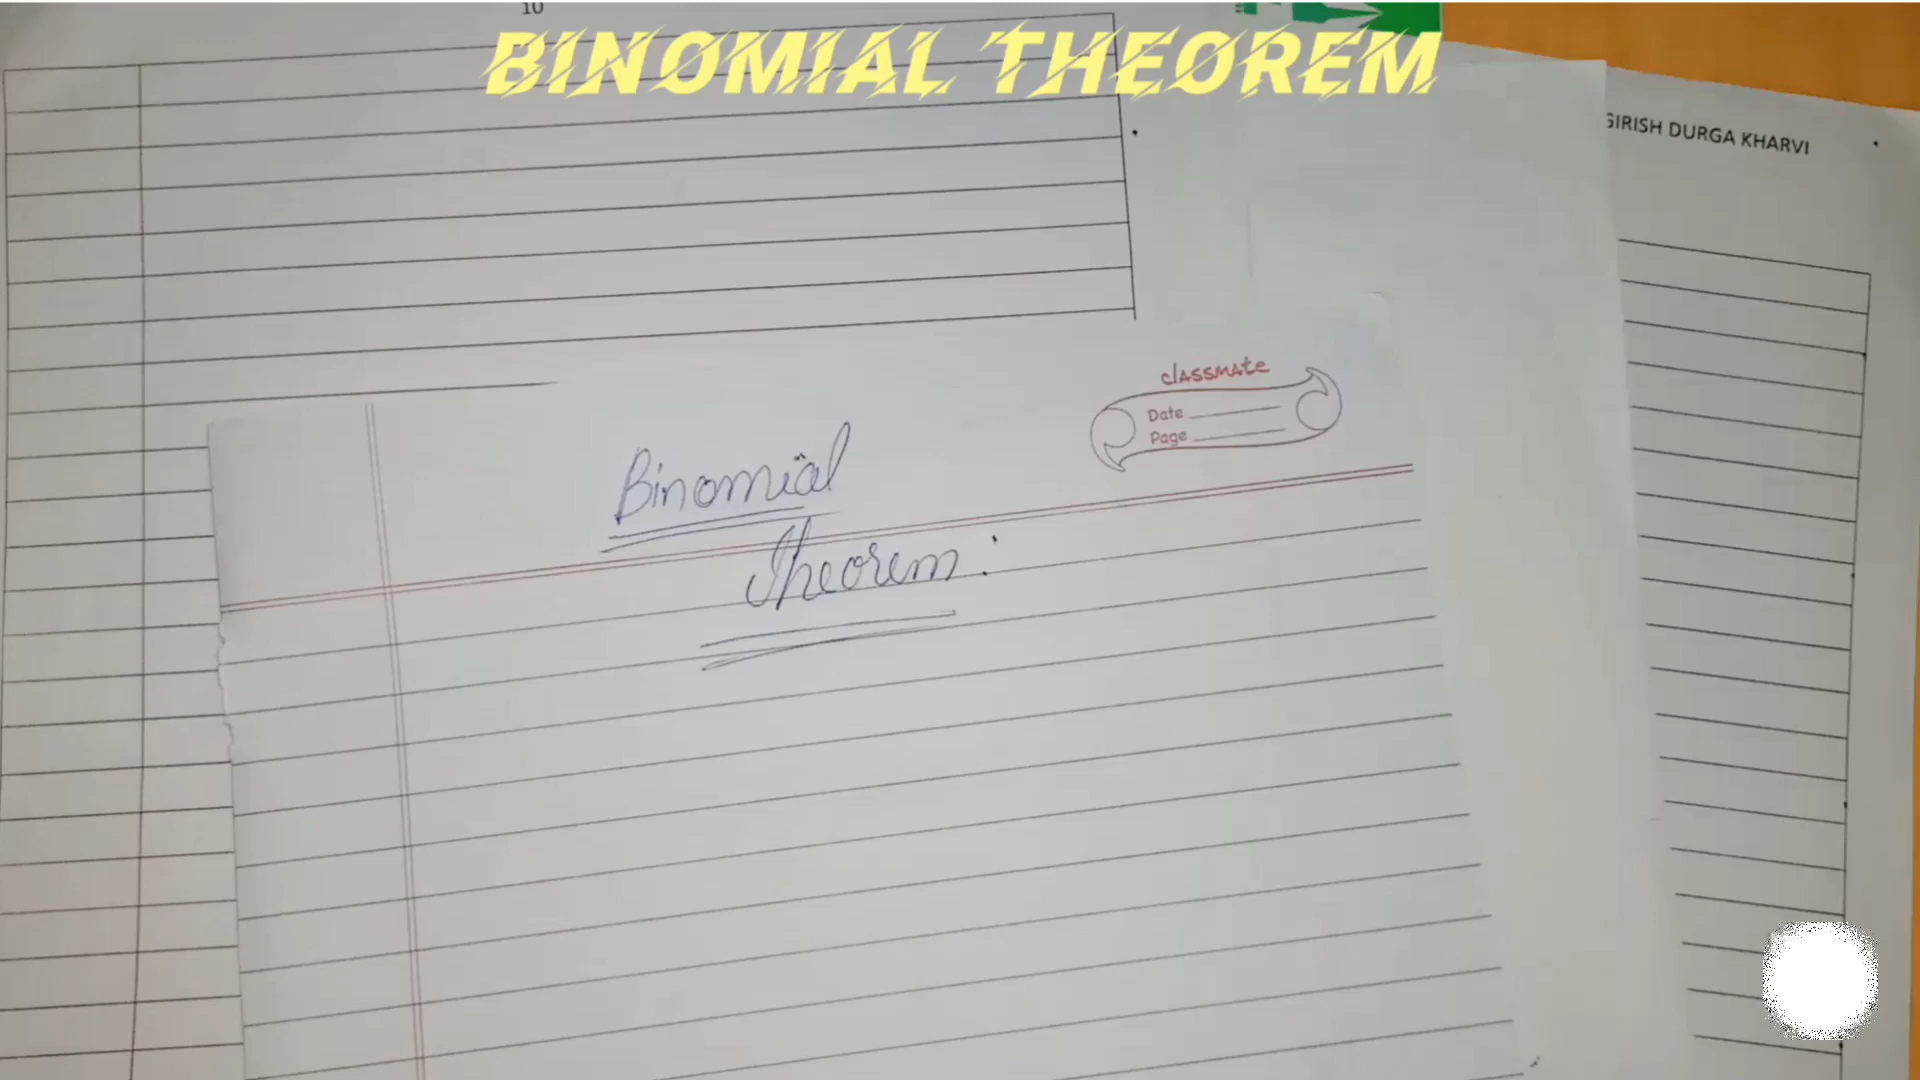 10
BINOMIAL THEOREM
GIRISH DURGA KHARVI
classmate
Date
Page
Binomial
Theorem: